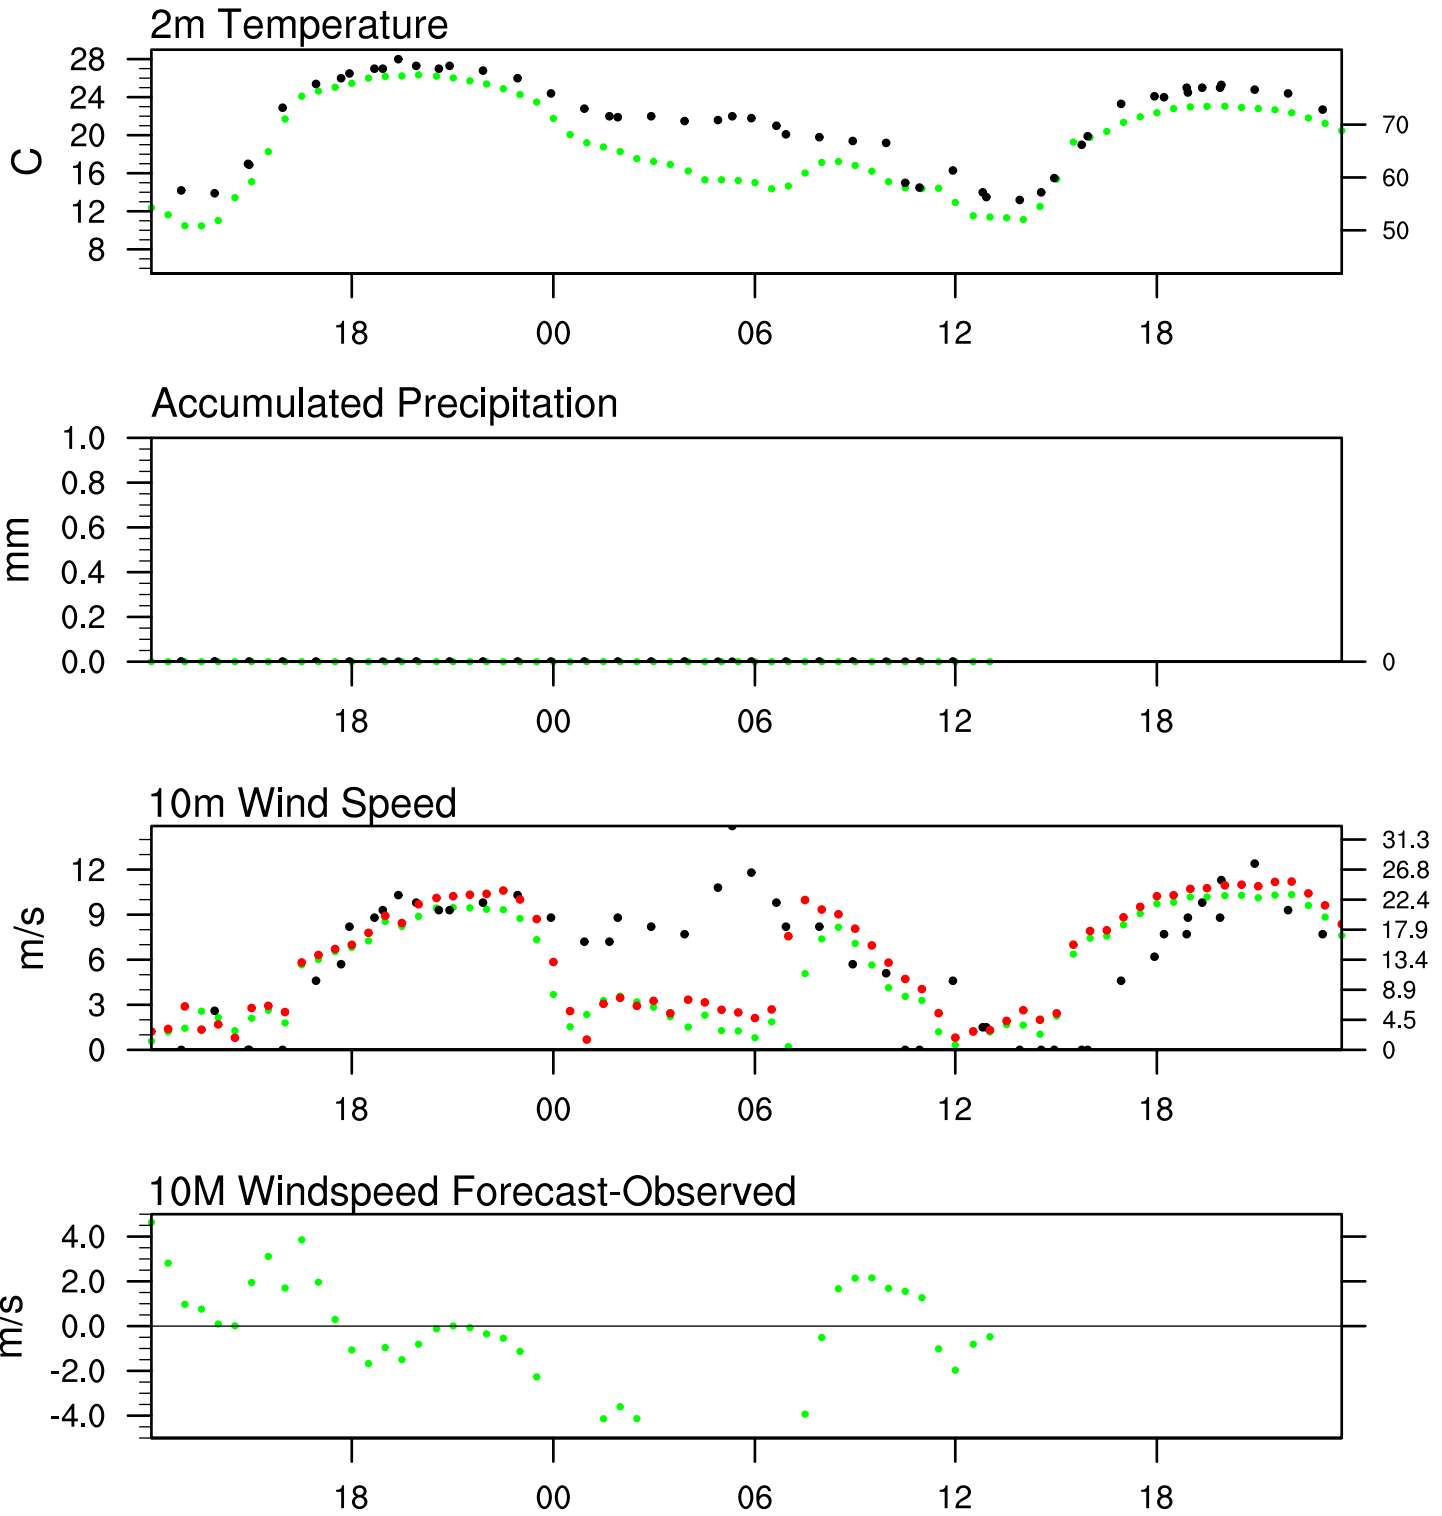 2m Temperature
28
24
20
16
12
8
C
70
60
50
18 00 06 12 18
Accumulated Precipitation
1.0
0.8
0.6
0.4
0.2
0.0
mm
0
18 00 06 12 18
10m Wind Speed
12
9
6
3
0
m/s
31.3
26.8
22.4
17.9
13.4
8.9
4.5
0
18 00 06 12 18
10M Windspeed Forecast-Observed
4.0
2.0
0.0
-2.0
-4.0
m/s
18 00 06 12 18